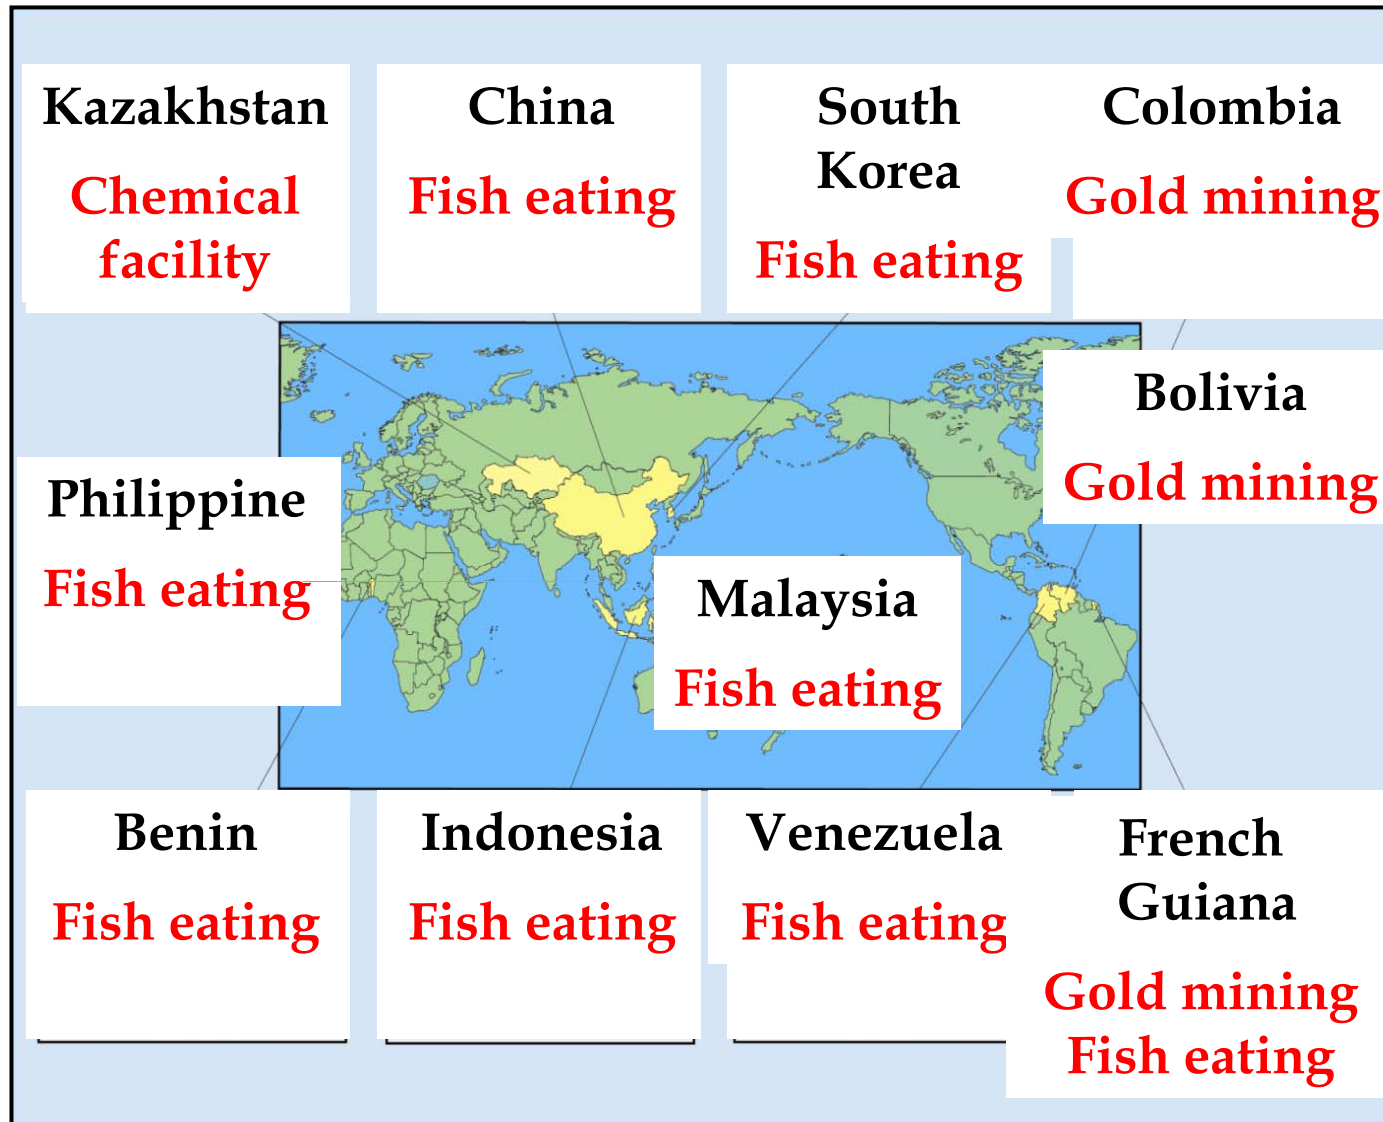 Kazakhstan
Chemical
facility
China
Fish eating
South
Korea
Fish eating
Colombia
Gold mining
Bolivia
Gold mining
Philippine
Fish eating
Malaysia
Fish eating
Benin
Fish eating
Indonesia
Fish eating
Venezuela
Fish eating
French
Guiana
Gold mining
Fish eating